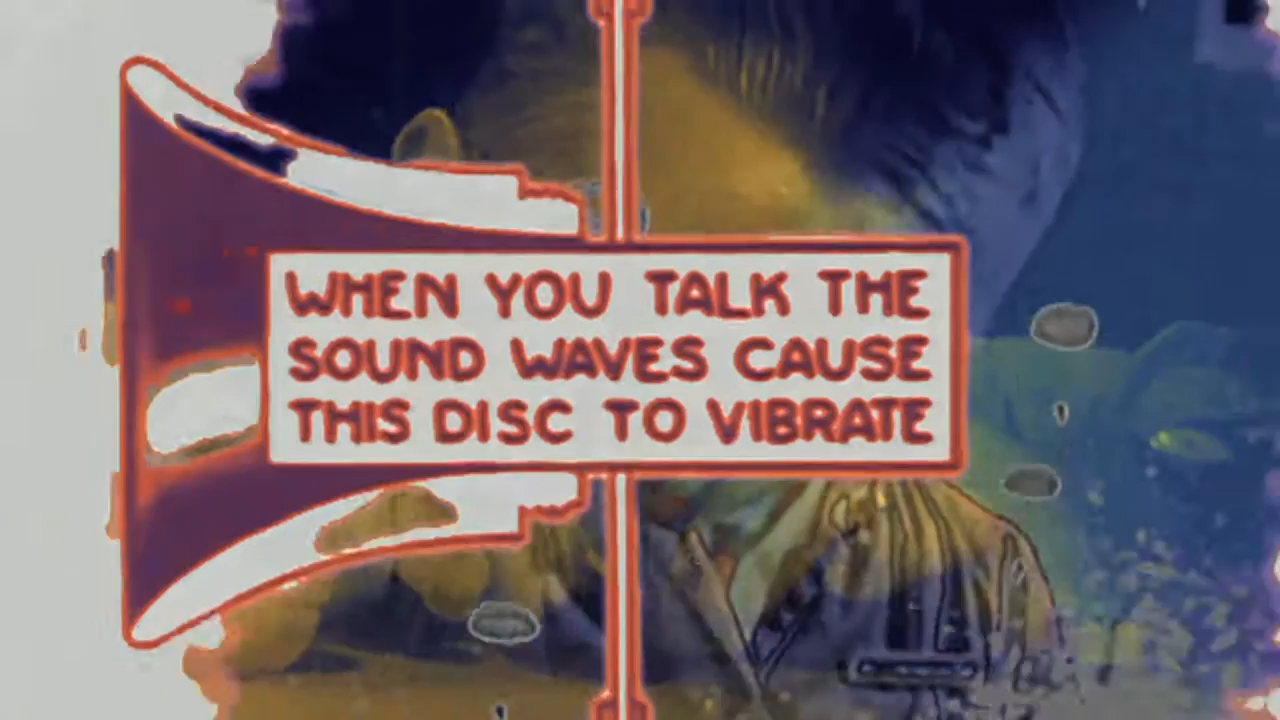 WHEN YOU TALK THE
SOUND WAVES CAUSE
THIS DISC TO VIBRATE